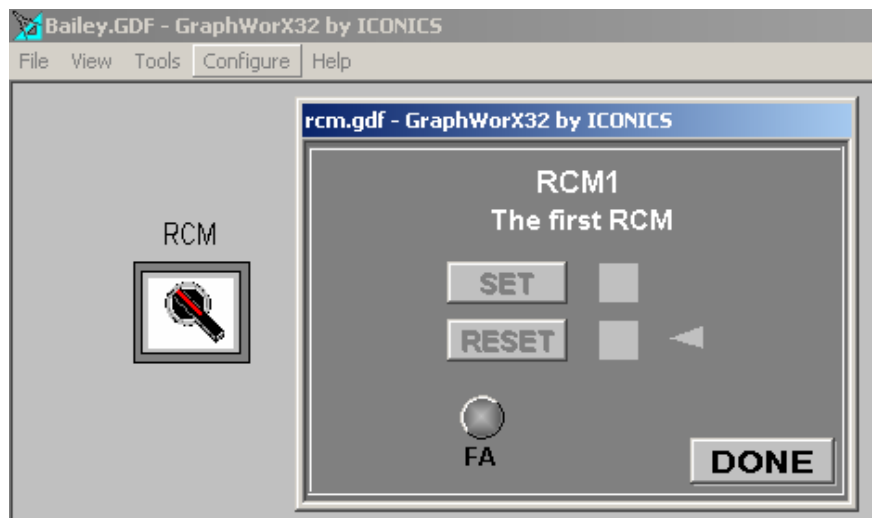 Bailey.GDF - GraphWorX32 by ICONICS
File View Tools Configure Help
rcm.gdf - GraphWorX32 by ICONICS
RCM1
The first RCM
RCM
SET
RESET
FA
DONE